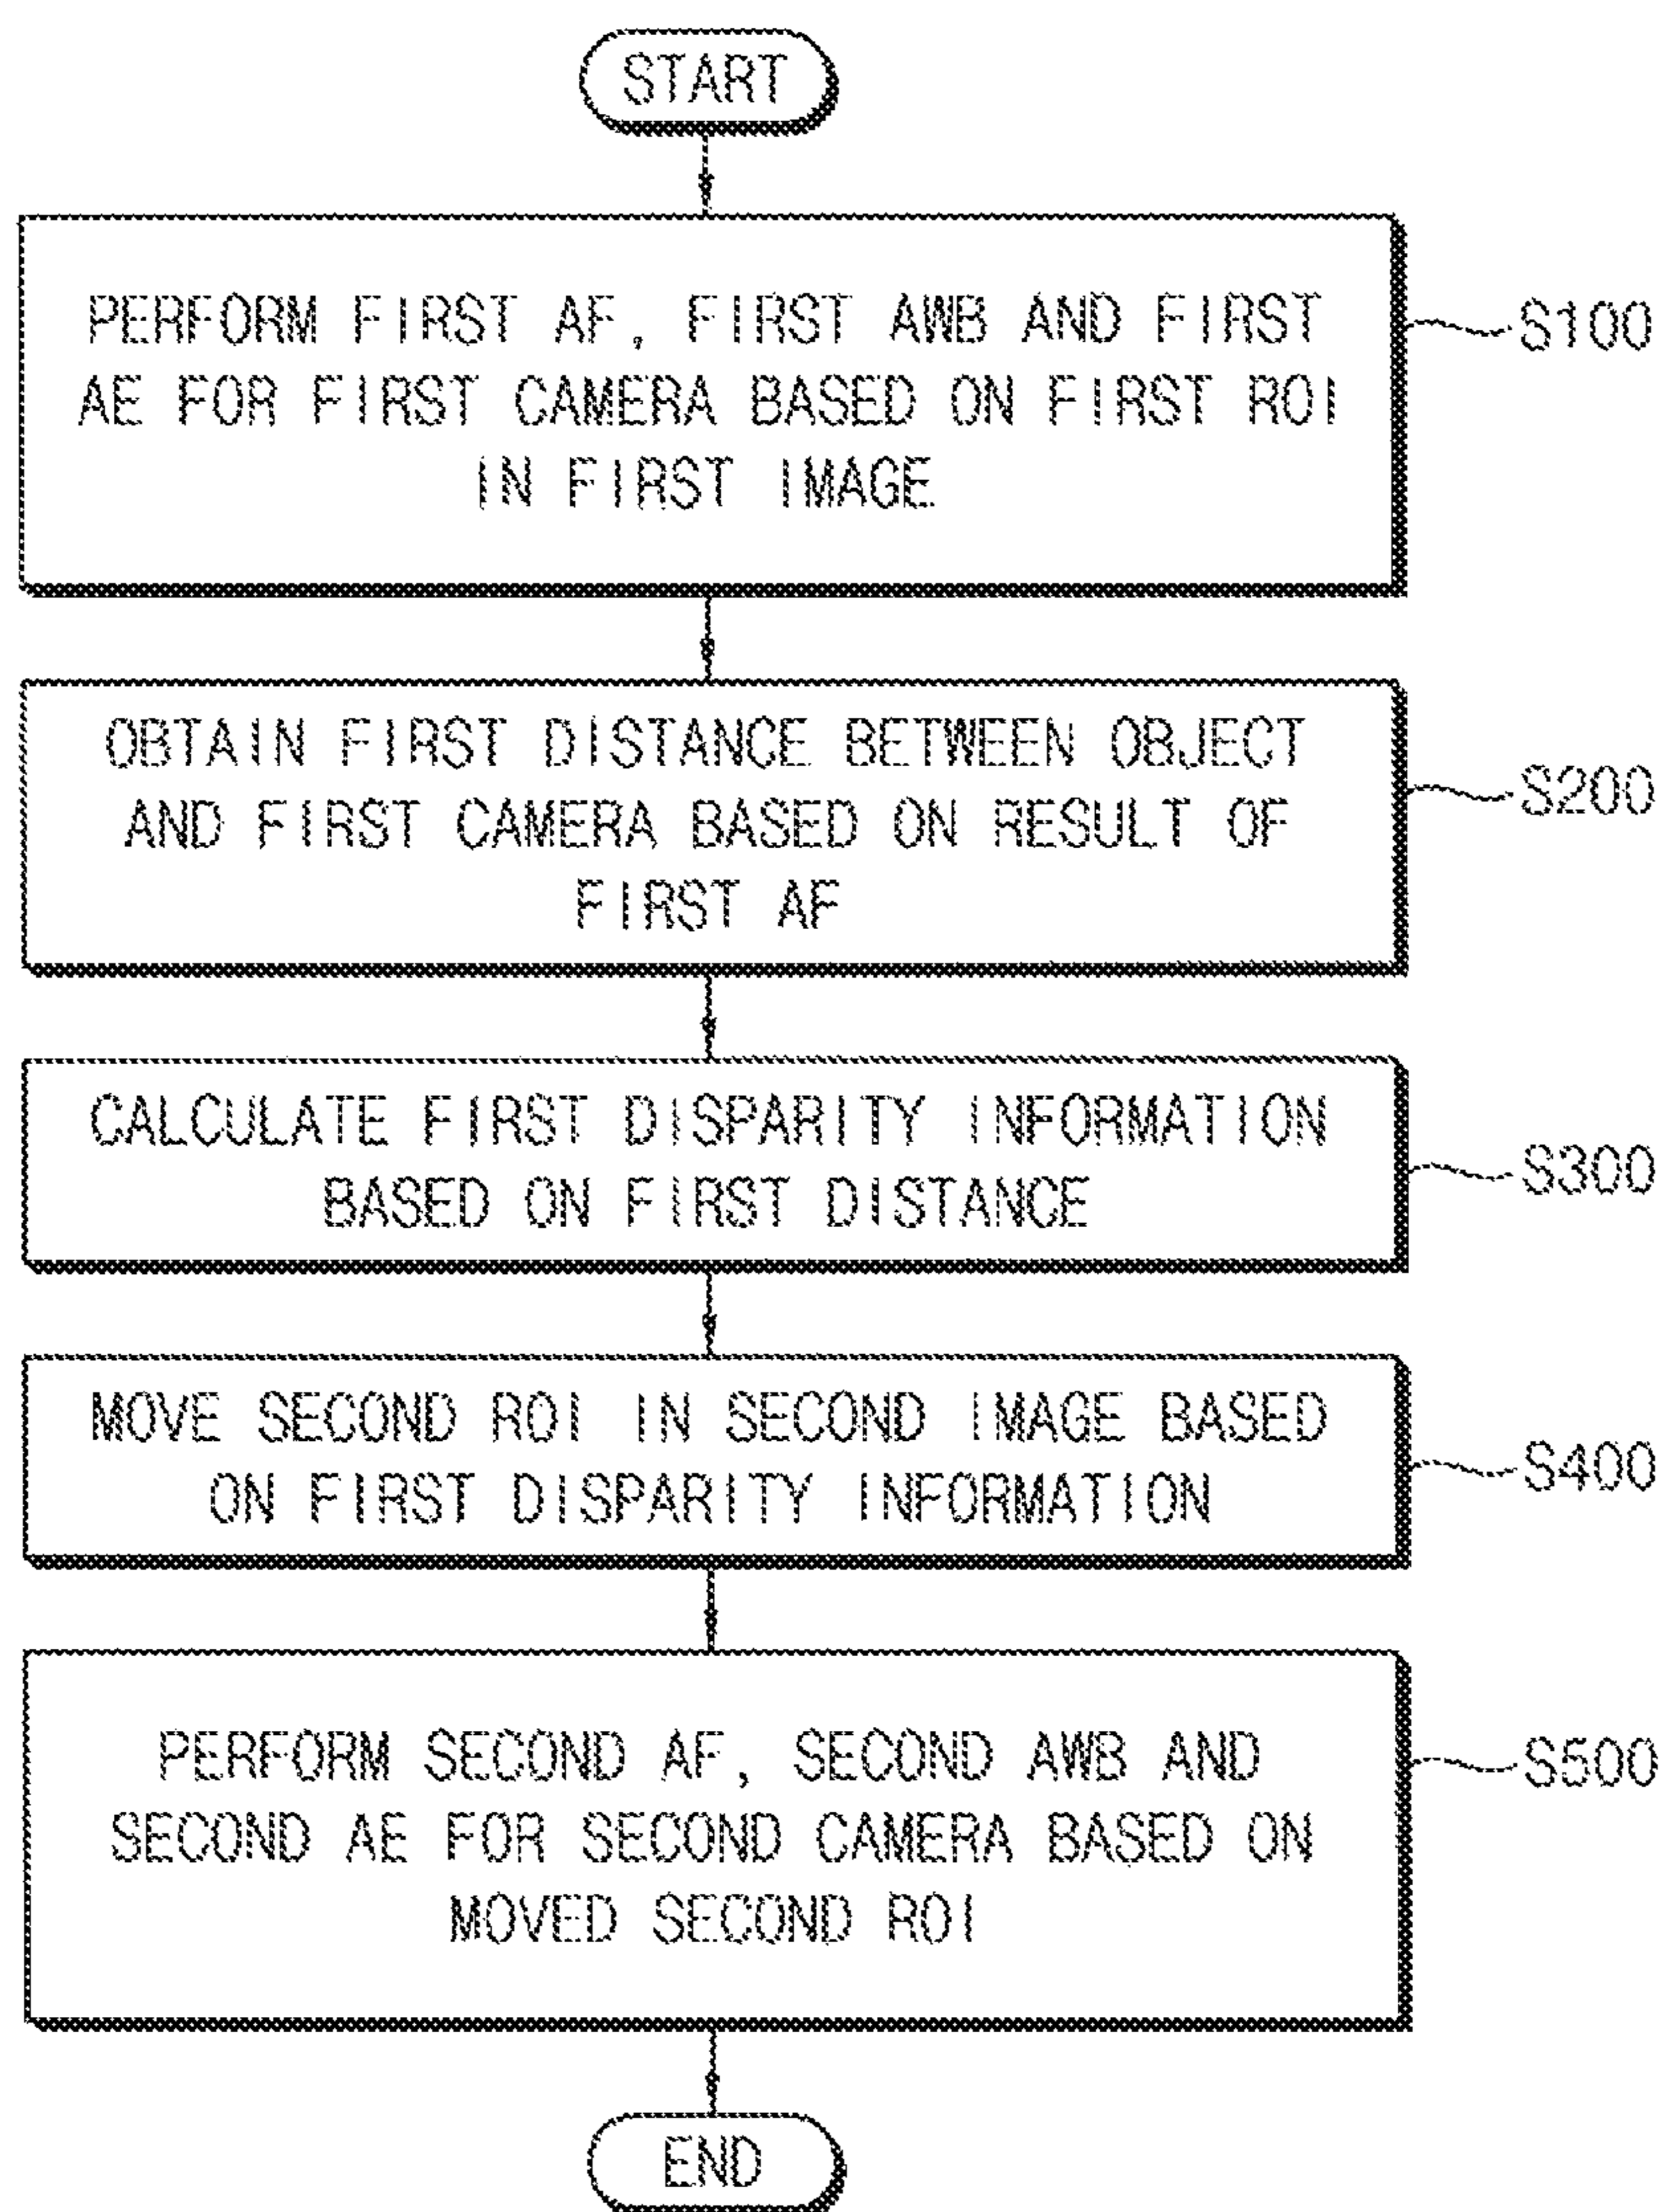 START
PERFORM FIRST AF, FIRST AWB AND FIRST
AE FOR FIRST CAMERA BASED ON FIRST ROI
IN FIRST IMAGE
S100
OBTAIN FIRST DISTANCE BETWEEN OBJECT
AND FIRST CAMERA BASED ON RESULT OF
FIRST AF
S200
CALCULATE FIRST DISPARITY INFORMATION
BASED ON FIRST DISTANCE
S300
MOVE SECOND ROI IN SECOND IMAGE BASED
ON FIRST DISPARITY INFORMATION
S400
PERFORM SECOND AF, SECOND AWB AND
SECOND AE FOR SECOND CAMERA BASED ON
MOVED SECOND ROI
S500
END